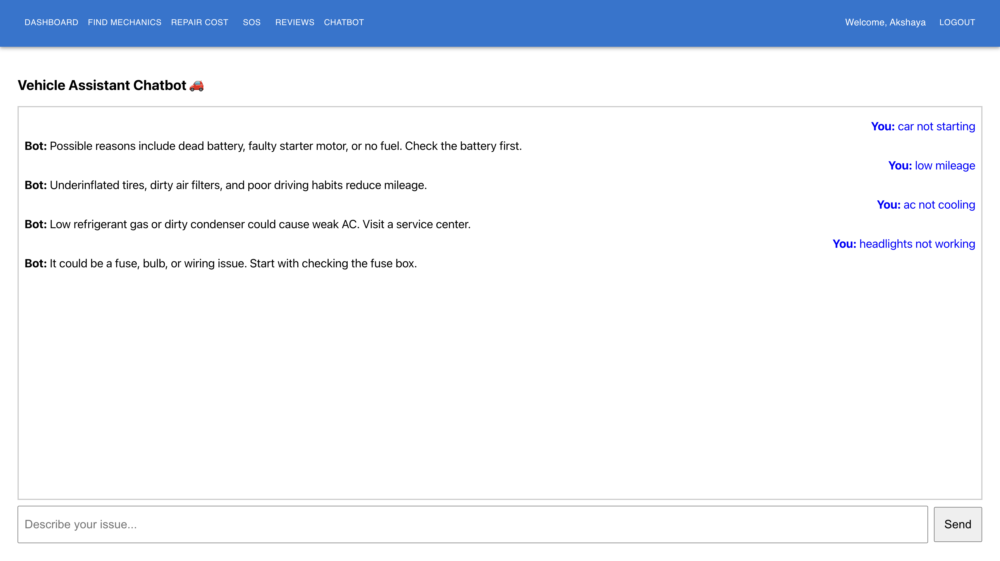 DASHBOARD FIND MECHANICS REPAIR COST SOS REVIEWS CHATBOT Welcome, Akshaya LOGOUT
Vehicle Assistant Chatbot 🚗
You: car not starting
Bot: Possible reasons include dead battery, faulty starter motor, or no fuel. Check the battery first.
You: low mileage
Bot: Underinflated tires, dirty air filters, and poor driving habits reduce mileage.
You: ac not cooling
Bot: Low refrigerant gas or dirty condenser could cause weak AC. Visit a service center.
You: headlights not working
Bot: It could be a fuse, bulb, or wiring issue. Start with checking the fuse box.
Describe your issue... Send